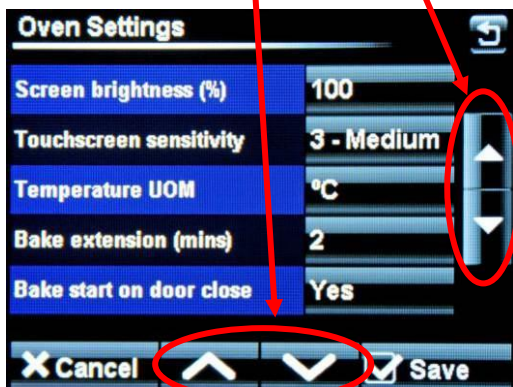 Oven Settings
Screen brightness (%) 100
Touchscreen sensitivity 3 - Medium
Temperature UOM ºC
Bake extension (mins) 2
Bake start on door close Yes
Cancel Save